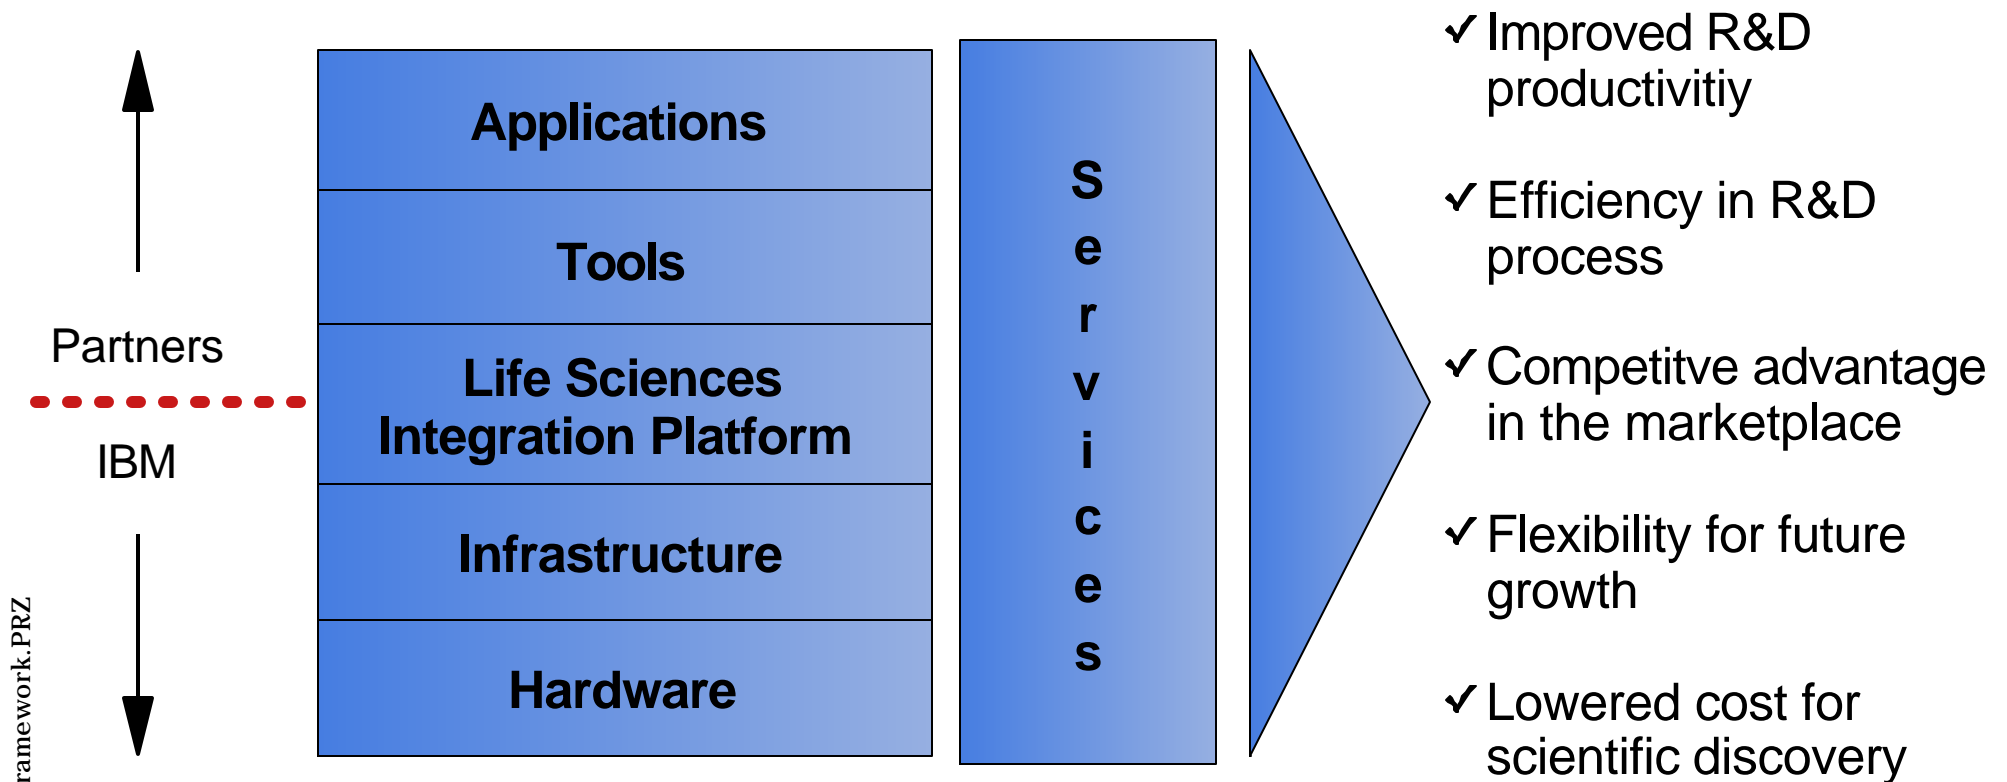 Partners
IBM
Applications
Tools
Life Sciences
Integration Platform
Infrastructure
Hardware
Services
✓ Improved R&D
productivitiy
✓ Efficiency in R&D
process
✓ Competitve advantage
in the marketplace
✓ Flexibility for future
growth
✓ Lowered cost for
scientific discovery
ramework.PRZ